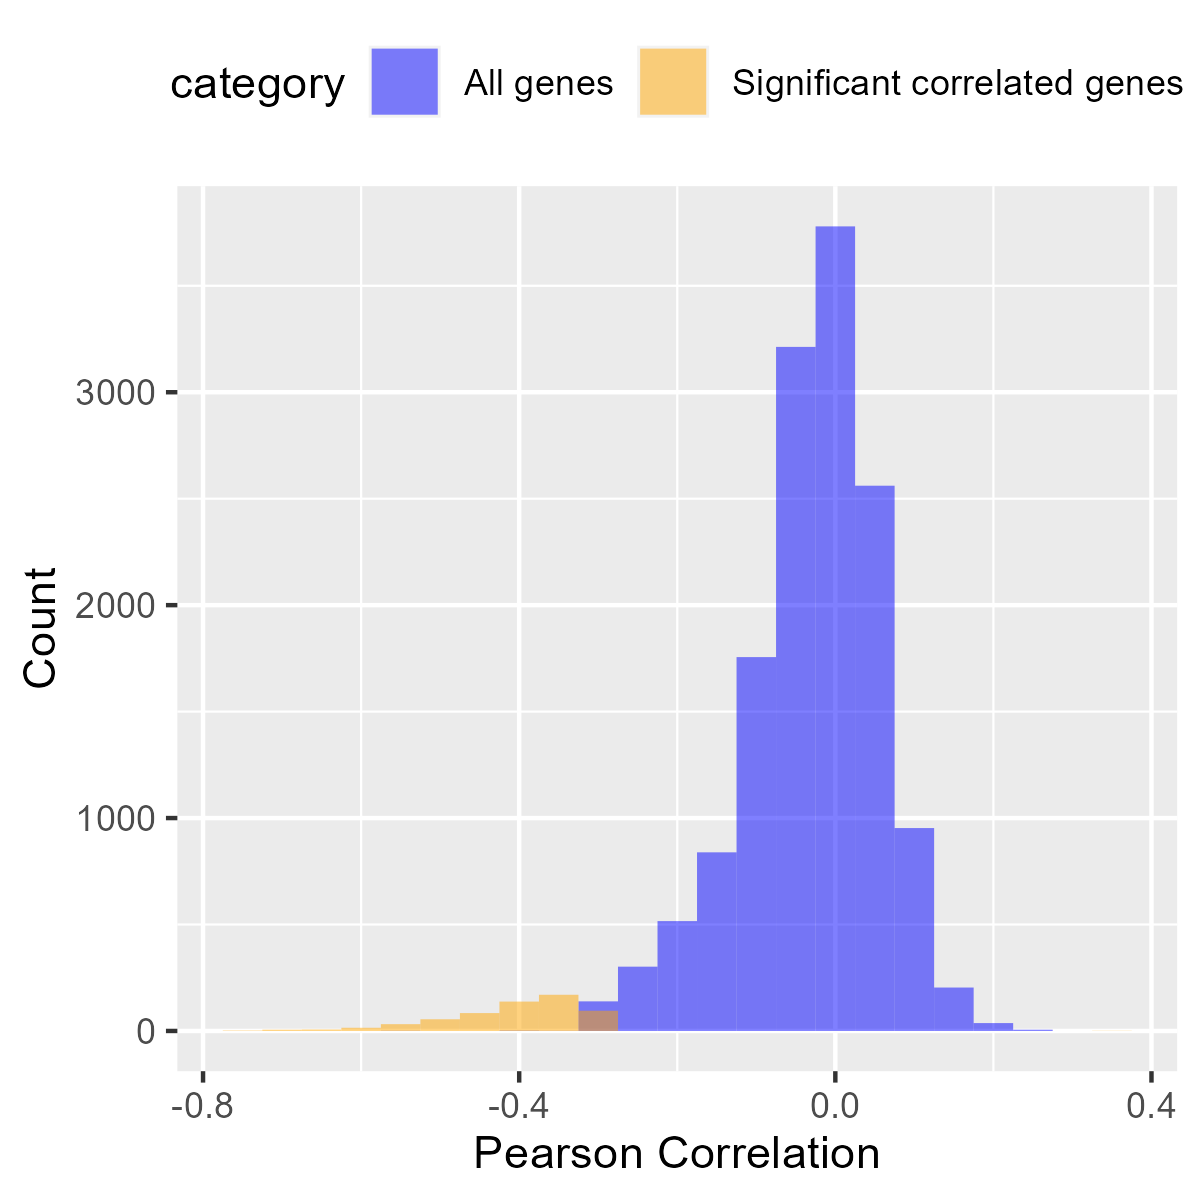 category All genes Significant correlated genes
Count
3000
2000
1000
0
-0.8 -0.4 0.0 0.4
Pearson Correlation